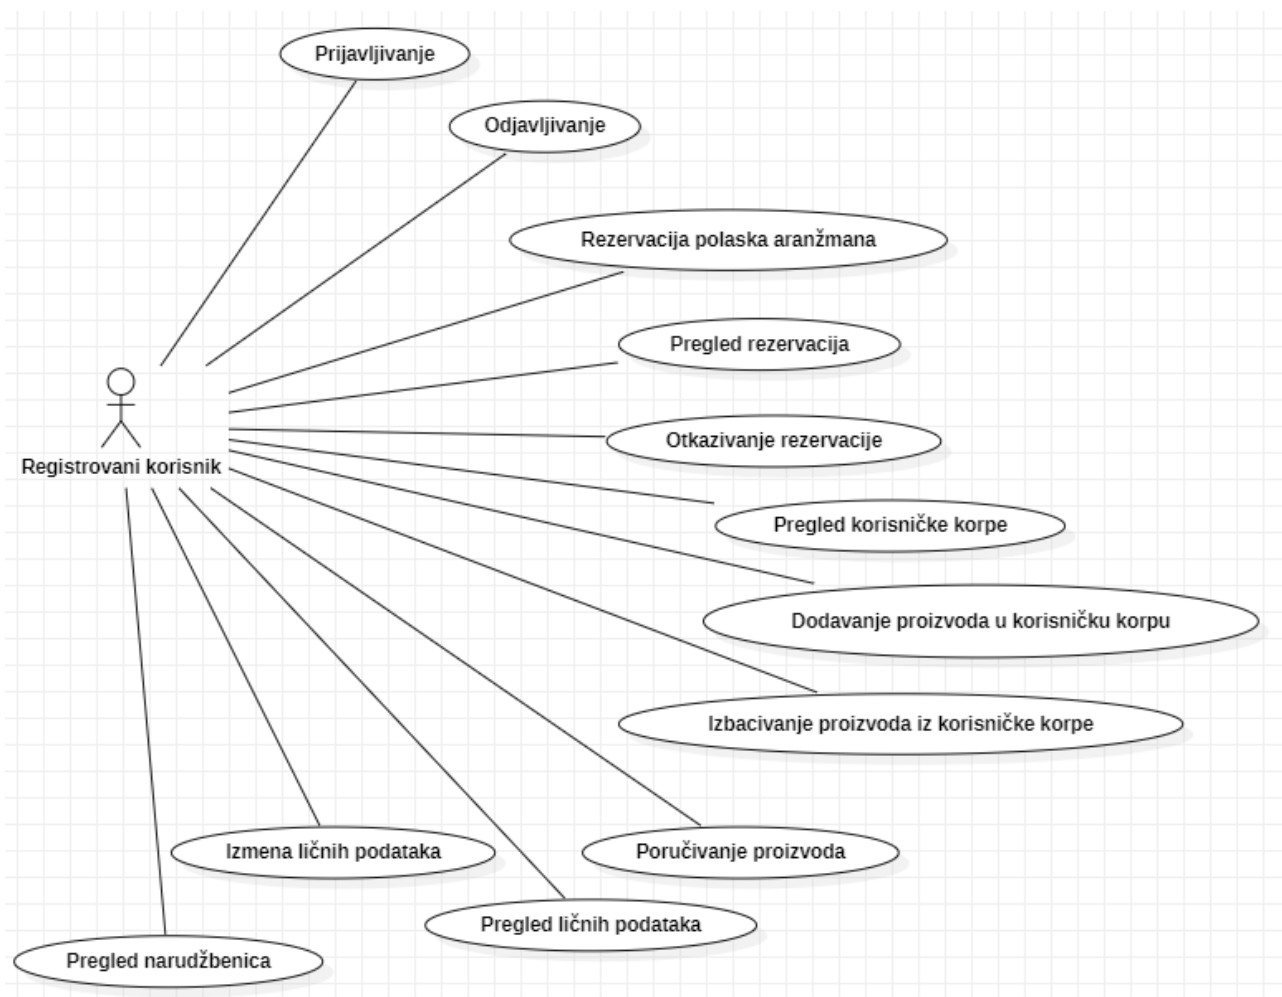 Prijavljivanje
Odjavljivanje
Rezervacija polaska aranžmana
Pregled rezervacija
Otkazivanje rezervacije
Registrovani korisnik
Pregled korisničke korpe
Dodavanje proizvoda u korisničku korpu
Izbacivanje proizvoda iz korisničke korpe
Izmena ličnih podataka
Poručivanje proizvoda
Pregled ličnih podataka
Pregled narudžbenica